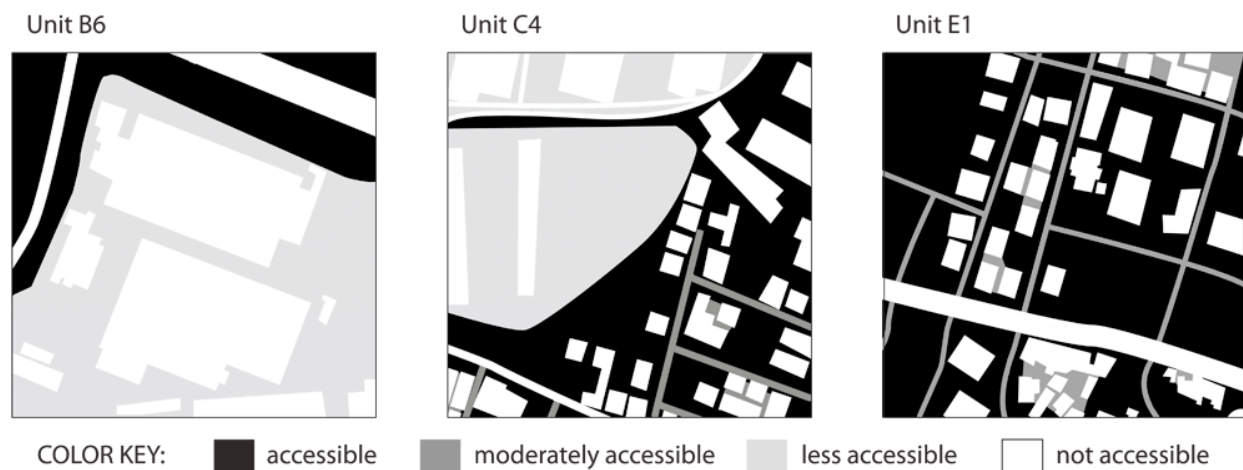 Unit B6
Unit C4
Unit E1
COLOR KEY: accessible moderately accessible less accessible not accessible